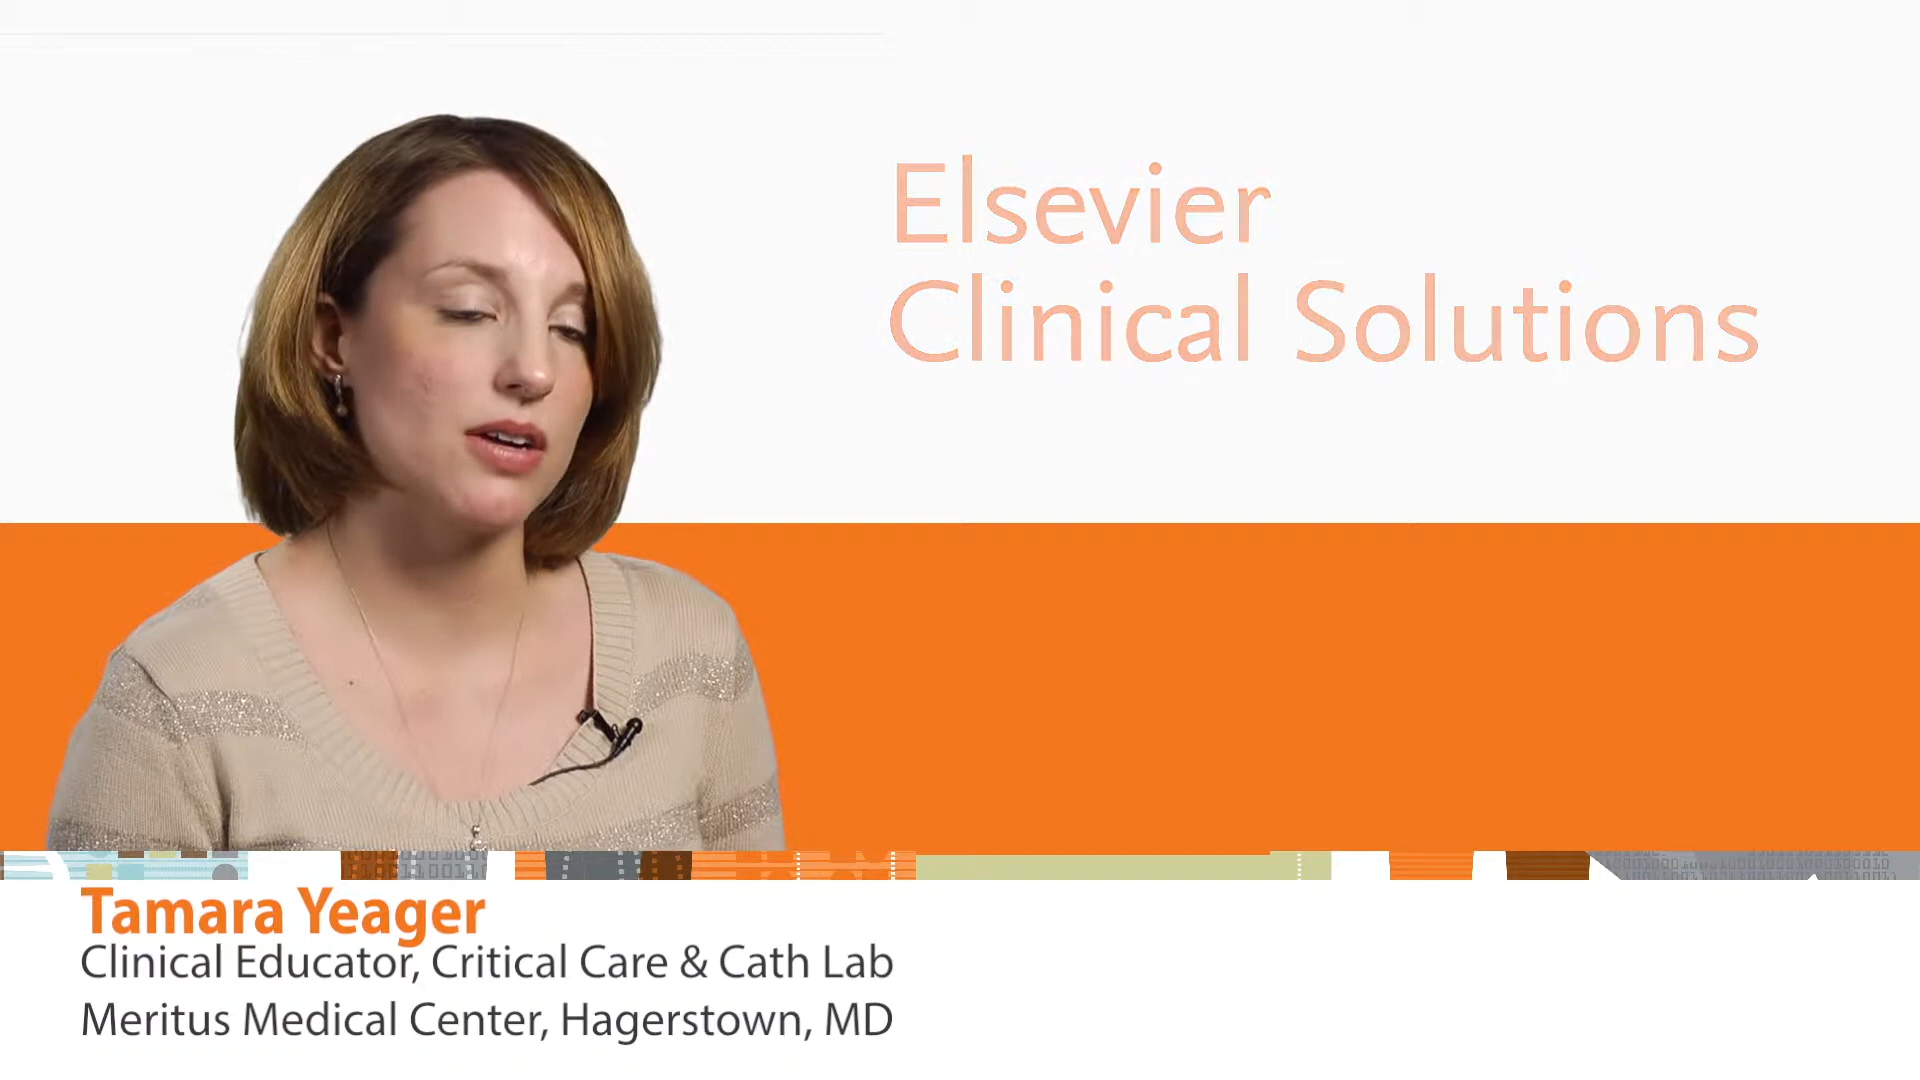 Elsevier
Clinical Solutions
Tamara Yeager
Clinical Educator, Critical Care & Cath Lab
Meritus Medical Center, Hagerstown, MD